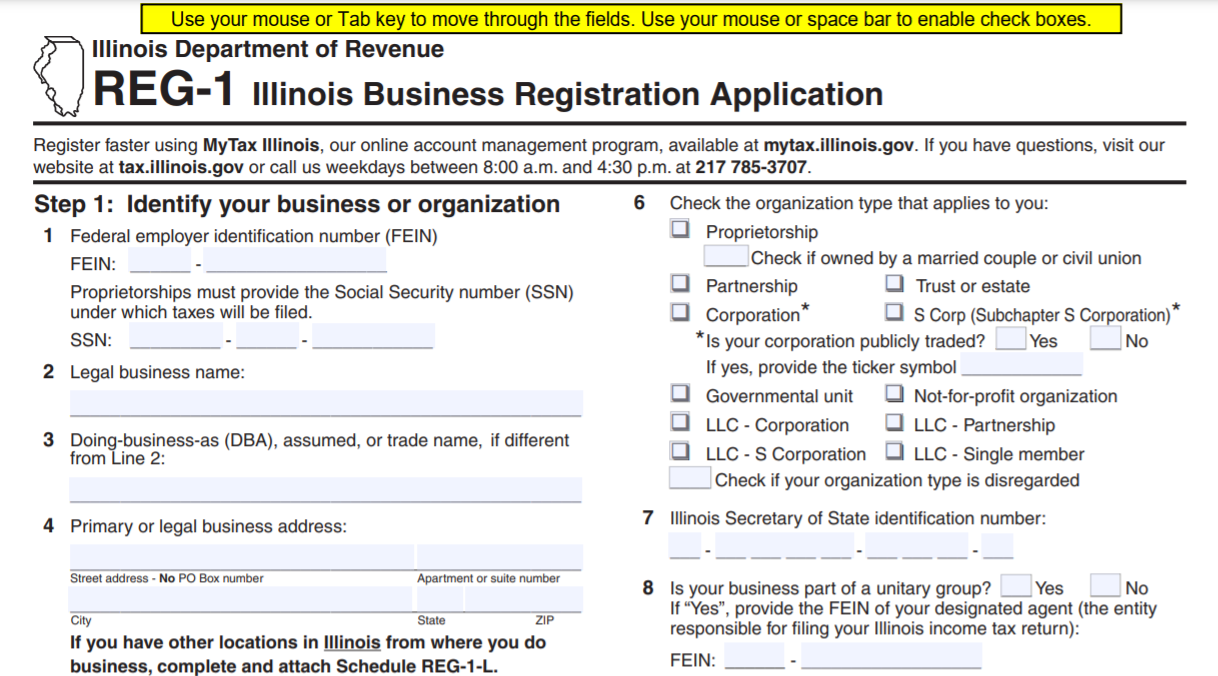 Use your mouse or Tab key to move through the fields. Use your mouse or space bar to enable check boxes.
Illinois Department of Revenue
REG-1 Illinois Business Registration Application
Register faster using MyTax Illinois, our online account management program, available at mytax.illinois.gov. If you have questions, visit our
website at tax.illinois.gov or call us weekdays between 8:00 a.m. and 4:30 p.m. at 217 785-3707.
Step 1: Identify your business or organization
1 Federal employer identification number (FEIN)
FEIN: -
Proprietorships must provide the Social Security number (SSN)
under which taxes will be filed.
SSN: - -
2 Legal business name:
3 Doing-business-as (DBA), assumed, or trade name, if different
from Line 2:
4 Primary or legal business address:
Street address - No PO Box number Apartment or suite number
City State ZIP
If you have other locations in Illinois from where you do
business, complete and attach Schedule REG-1-L.
6 Check the organization type that applies to you:
Proprietorship
Check if owned by a married couple or civil union
Partnership Trust or estate
Corporation* S Corp (Subchapter S Corporation)*
*Is your corporation publicly traded? Yes No
If yes, provide the ticker symbol
Governmental unit Not-for-profit organization
LLC - Corporation LLC - Partnership
LLC - S Corporation LLC - Single member
Check if your organization type is disregarded
7 Illinois Secretary of State identification number:
- - -
8 Is your business part of a unitary group? Yes No
If “Yes”, provide the FEIN of your designated agent (the entity
responsible for filing your Illinois income tax return):
FEIN: -